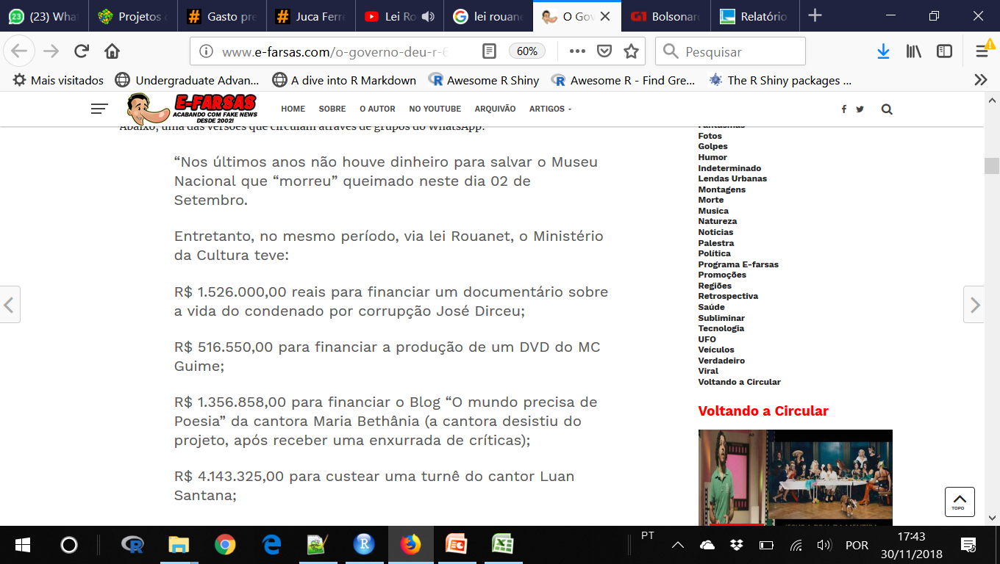 (23) What
Projetos c
Gasto pre
Juca Ferre
Lei Ro
lei rouane
O Gov
G1 Bolsonaro
Relatório
www.e-farsas.com/o-governo-deu-r-6
60%
Pesquisar
Mais visitados
Undergraduate Advan...
A dive into R Markdown
Awesome R Shiny
Awesome R - Find Gre...
The R Shiny packages ...
E-FARSAS
ACABANDO COM FAKE NEWS
DESDE 2002!
HOME
SOBRE
O AUTOR
NO YOUTUBE
ARQUIVÃO
ARTIGOS
Abaixo, uma das versões que circulam através de grupos do WhatsApp:
“Nos últimos anos não houve dinheiro para salvar o Museu
Nacional que “morreu” queimado neste dia 02 de
Setembro.
Entretanto, no mesmo período, via lei Rouanet, o Ministério
da Cultura teve:
R$ 1.526.000,00 reais para financiar um documentário sobre
a vida do condenado por corrupção José Dirceu;
R$ 516.550,00 para financiar a produção de um DVD do MC
Guime;
R$ 1.356.858,00 para financiar o Blog “O mundo precisa de
Poesia” da cantora Maria Bethânia (a cantora desistiu do
projeto, após receber uma enxurrada de críticas);
R$ 4.143.325,00 para custear uma turnê do cantor Luan
Santana;
Fantasmas
Fotos
Golpes
Humor
Indeterminado
Lendas Urbanas
Montagens
Morte
Musica
Natureza
Noticias
Palestra
Política
Programa E-farsas
Promoções
Regiões
Retrospectiva
Saúde
Subliminar
Tecnologia
UFO
Veículos
Verdadeiro
Viral
Voltando a Circular
Voltando a Circular
TOPO
PT
POR
17:43
30/11/2018